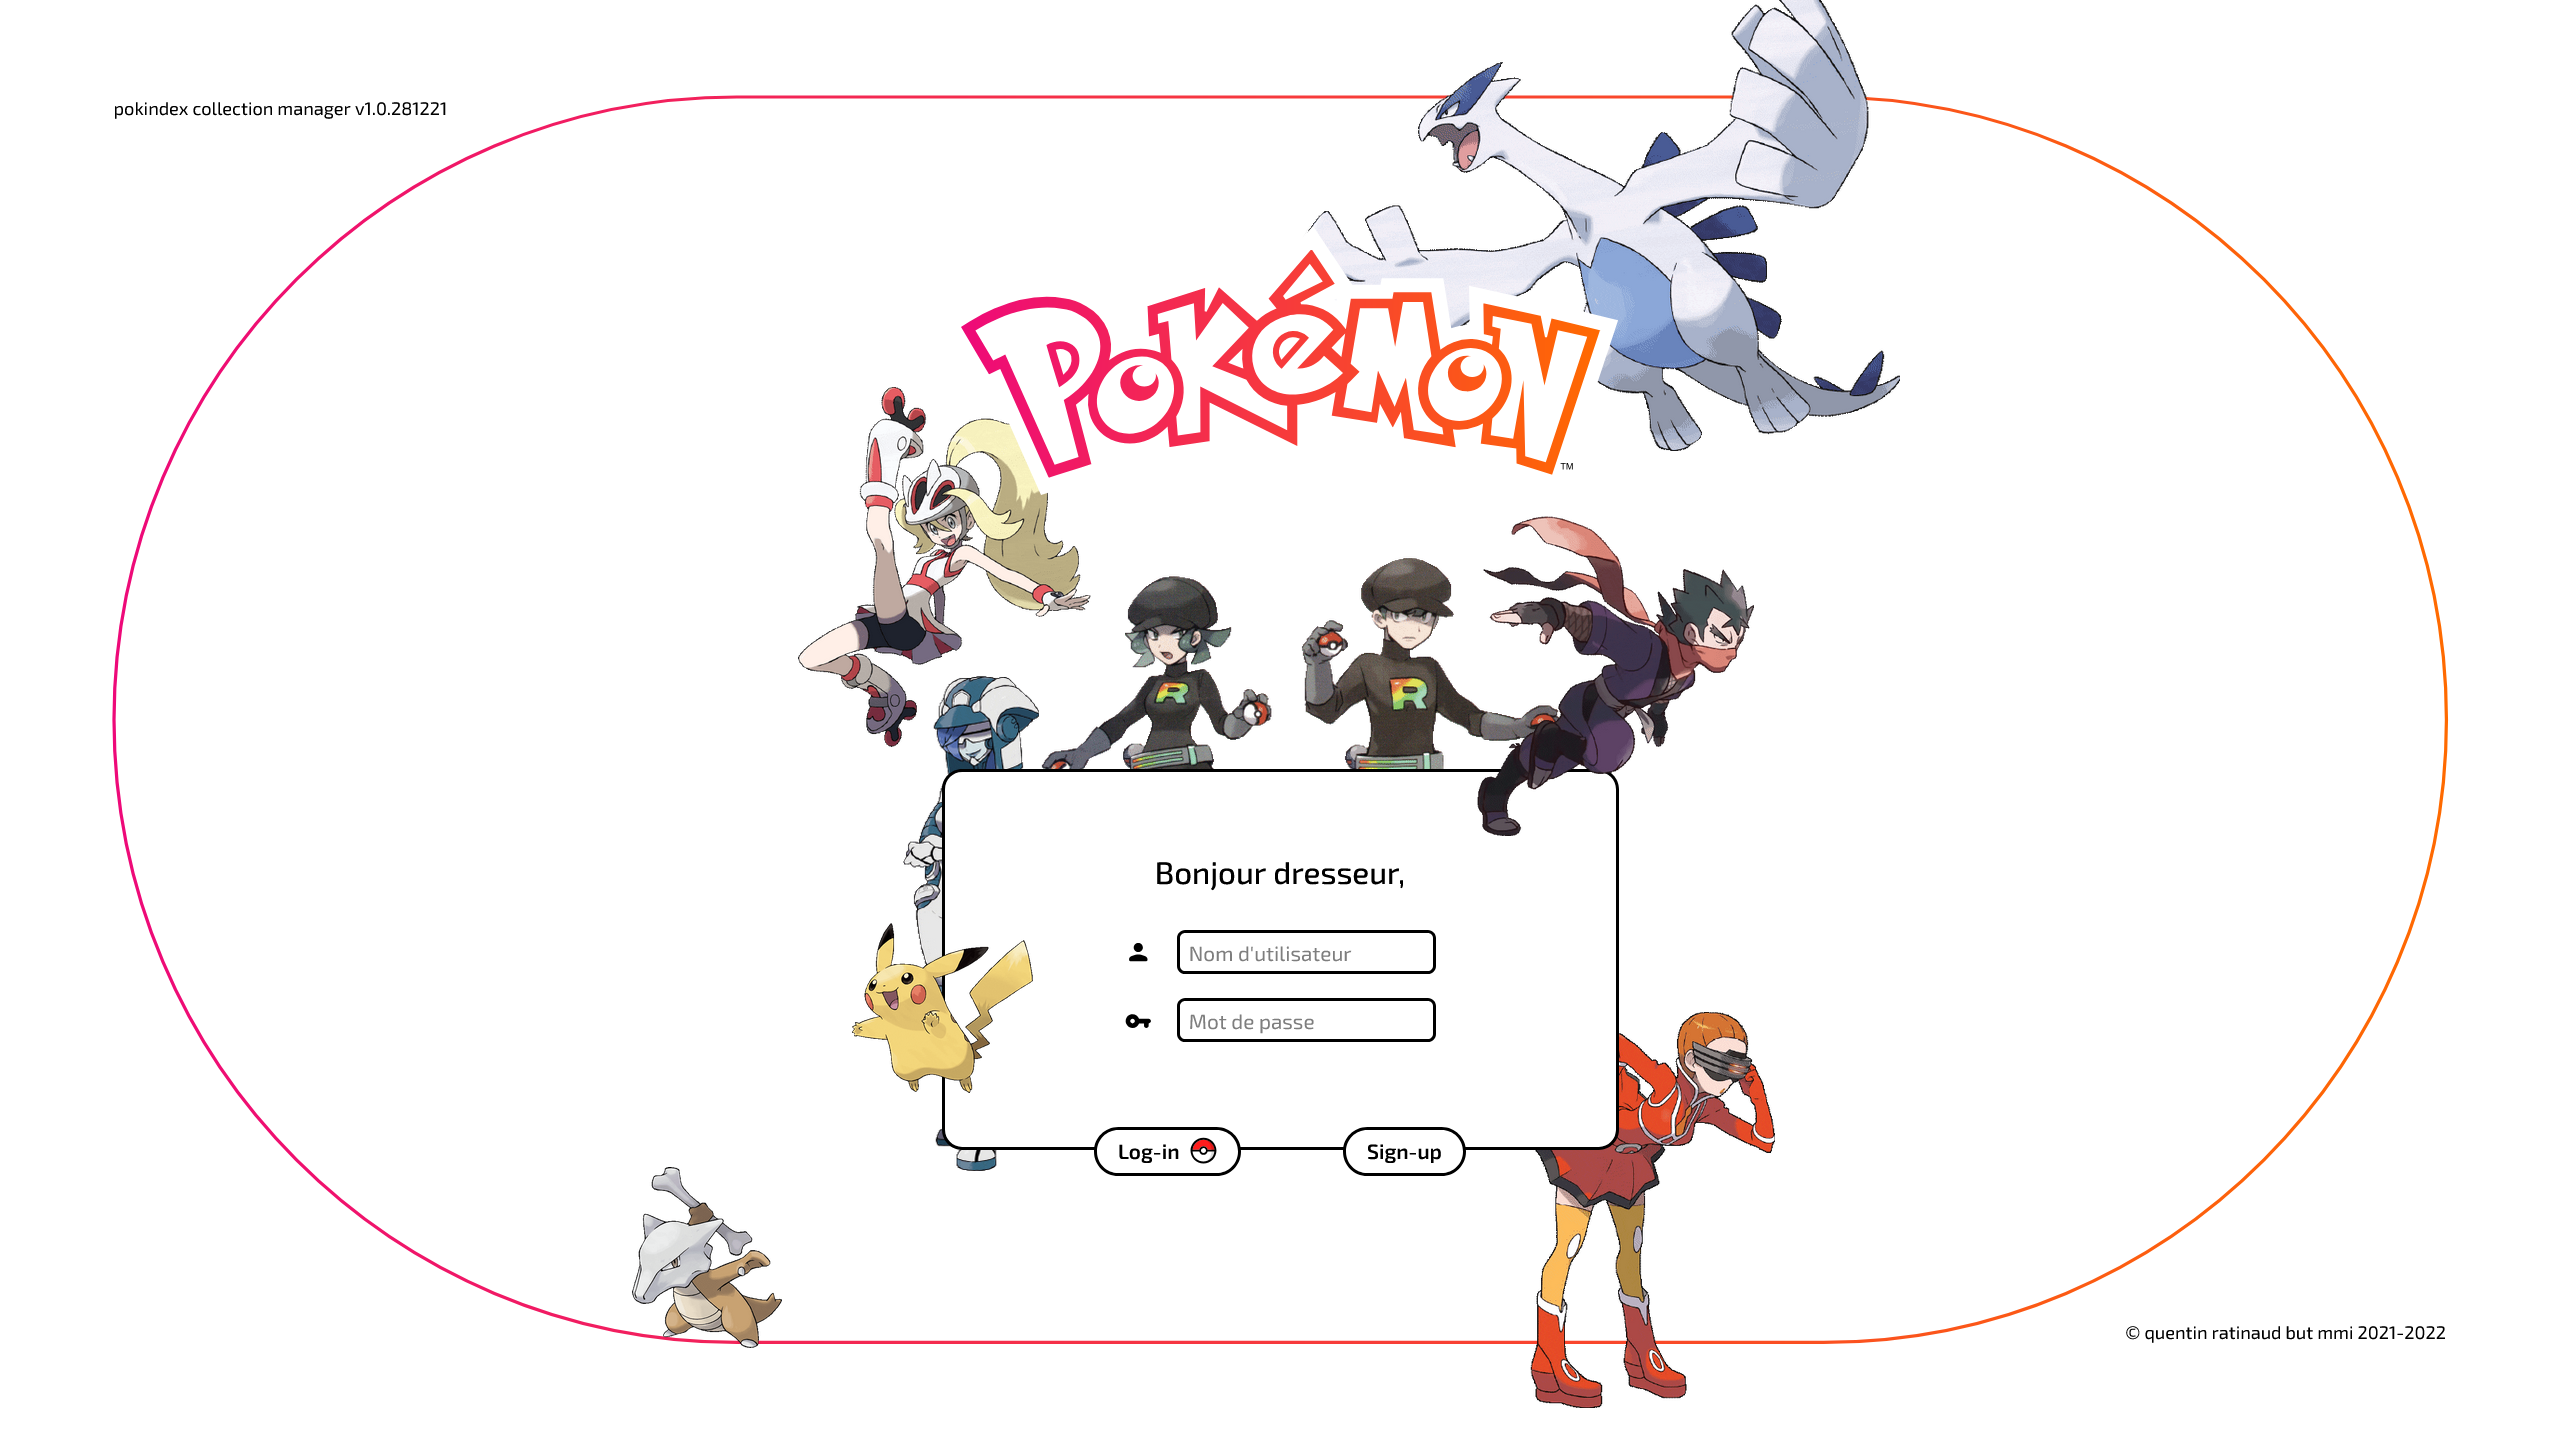 pokindex collection manager v1.0.281221
POKéMON
TM
R
R
Bonjour dresseur,
Nom d'utilisateur
Mot de passe
Log-in
Sign-up
© quentin ratinaud but mmi 2021-2022